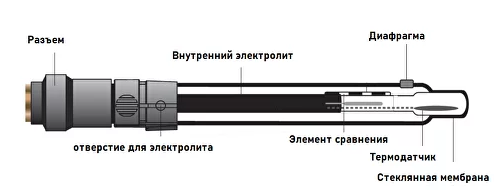 Разъем
Внутренний электролит
Диафрагма
отверстие для электролита
Элемент сравнения
Термодатчик
Стеклянная мембрана